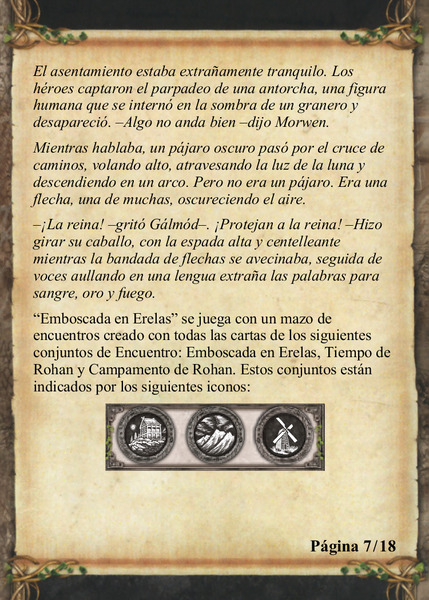 El asentamiento estaba extrañamente tranquilo. Los
héroes captaron el parpadeo de una antorcha, una figura
humana que se internó en la sombra de un granero y
desapareció. –Algo no anda bien –dijo Morwen.
Mientras hablaba, un pájaro oscuro pasó por el cruce de
caminos, volando alto, atravesando la luz de la luna y
descendiendo en un arco. Pero no era un pájaro. Era una
flecha, una de muchas, oscureciendo el aire.
–¡La reina! –gritó Gálmód–. ¡Protejan a la reina! –Hizo
girar su caballo, con la espada alta y centelleante
mientras la bandada de flechas se avecinaba, seguida de
voces aullando en una lengua extraña las palabras para
sangre, oro y fuego.
“Emboscada en Erelas” se juega con un mazo de
encuentros creado con todas las cartas de los siguientes
conjuntos de Encuentro: Emboscada en Erelas, Tiempo de
Rohan y Campamento de Rohan. Estos conjuntos están
indicados por los siguientes iconos:
Página 7/18